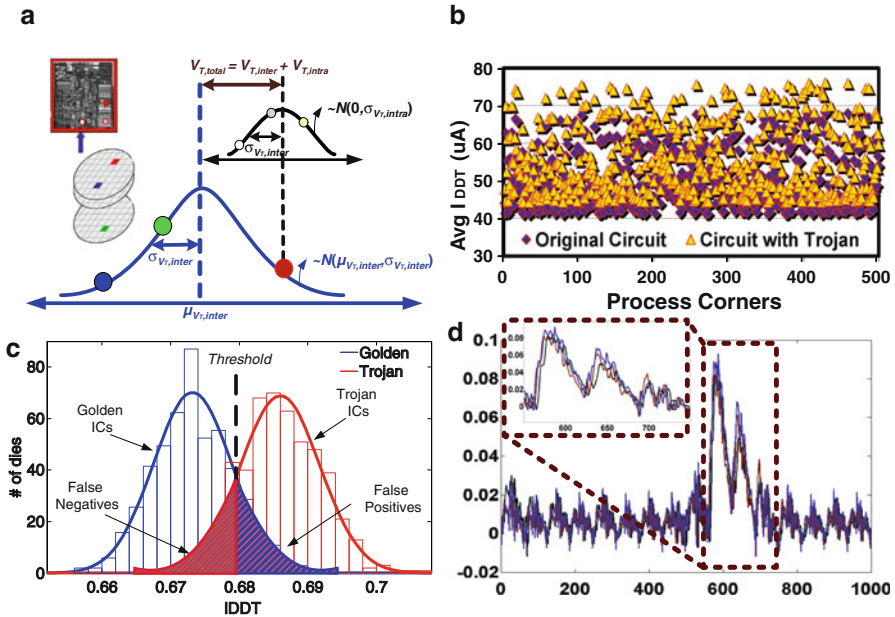 a
V_T,total = V_T,inter + V_T,intra
~N(0,σ_VT,intra)
σ_VT,inter
σ_VT,inter
~N(μ_VT,inter,σ_VT,inter)
μ_VT,inter
b
Avg I DDT (uA)
80
70
60
50
40
30
Original Circuit
Circuit with Trojan
0
100
200
300
400
500
Process Corners
c
# of dies
80
60
40
20
0
Threshold
Golden
Trojan
Golden
ICs
Trojan
ICs
False
Negatives
False
Positives
0.66
0.67
0.68
0.69
0.7
IDDT
d
0.1
0.08
0.06
0.04
0.02
0
-0.02
0
200
400
600
800
1000
0.08
0.06
0.04
0.02
0
600
650
700